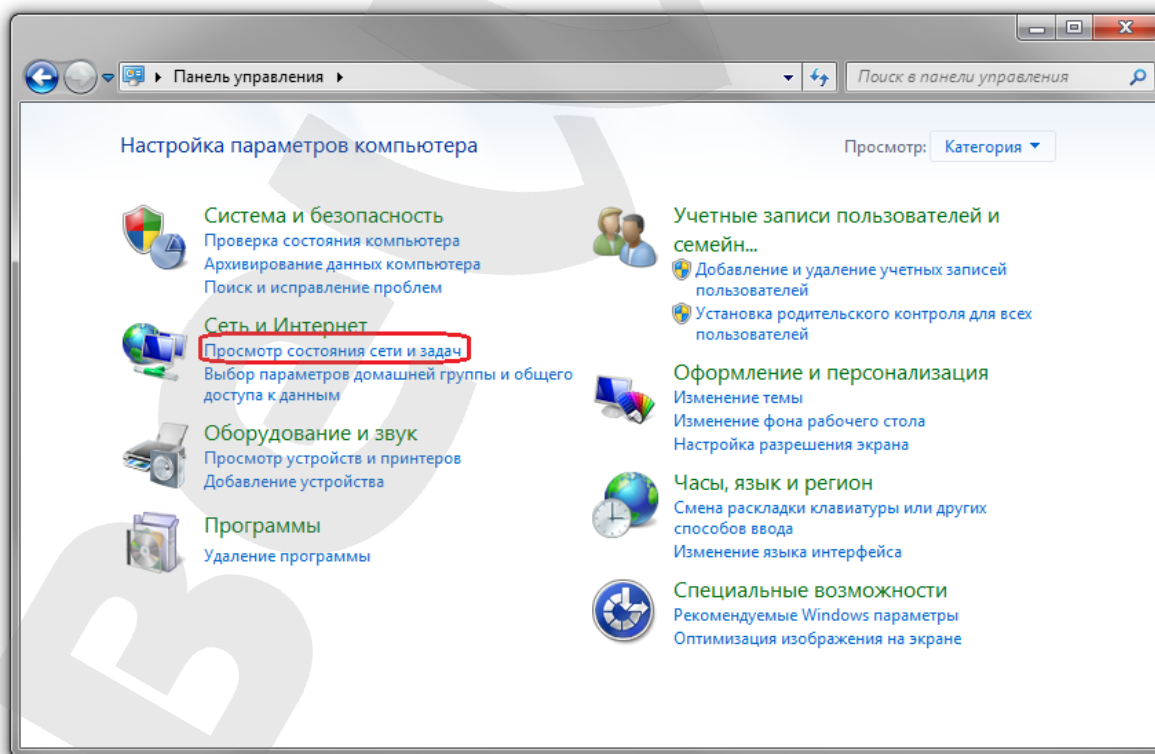 Панель управления
Поиск в панели управления
Настройка параметров компьютера
Просмотр: Категория
Система и безопасность
Проверка состояния компьютера
Архивирование данных компьютера
Поиск и исправление проблем
Сеть и Интернет
Просмотр состояния сети и задач
Выбор параметров домашней группы и общего
доступа к данным
Оборудование и звук
Просмотр устройств и принтеров
Добавление устройства
Программы
Удаление программы
Учетные записи пользователей и
семейн...
Добавление и удаление учетных записей
пользователей
Установка родительского контроля для всех
пользователей
Оформление и персонализация
Изменение темы
Изменение фона рабочего стола
Настройка разрешения экрана
Часы, язык и регион
Смена раскладки клавиатуры или других
способов ввода
Изменение языка интерфейса
Специальные возможности
Рекомендуемые Windows параметры
Оптимизация изображения на экране